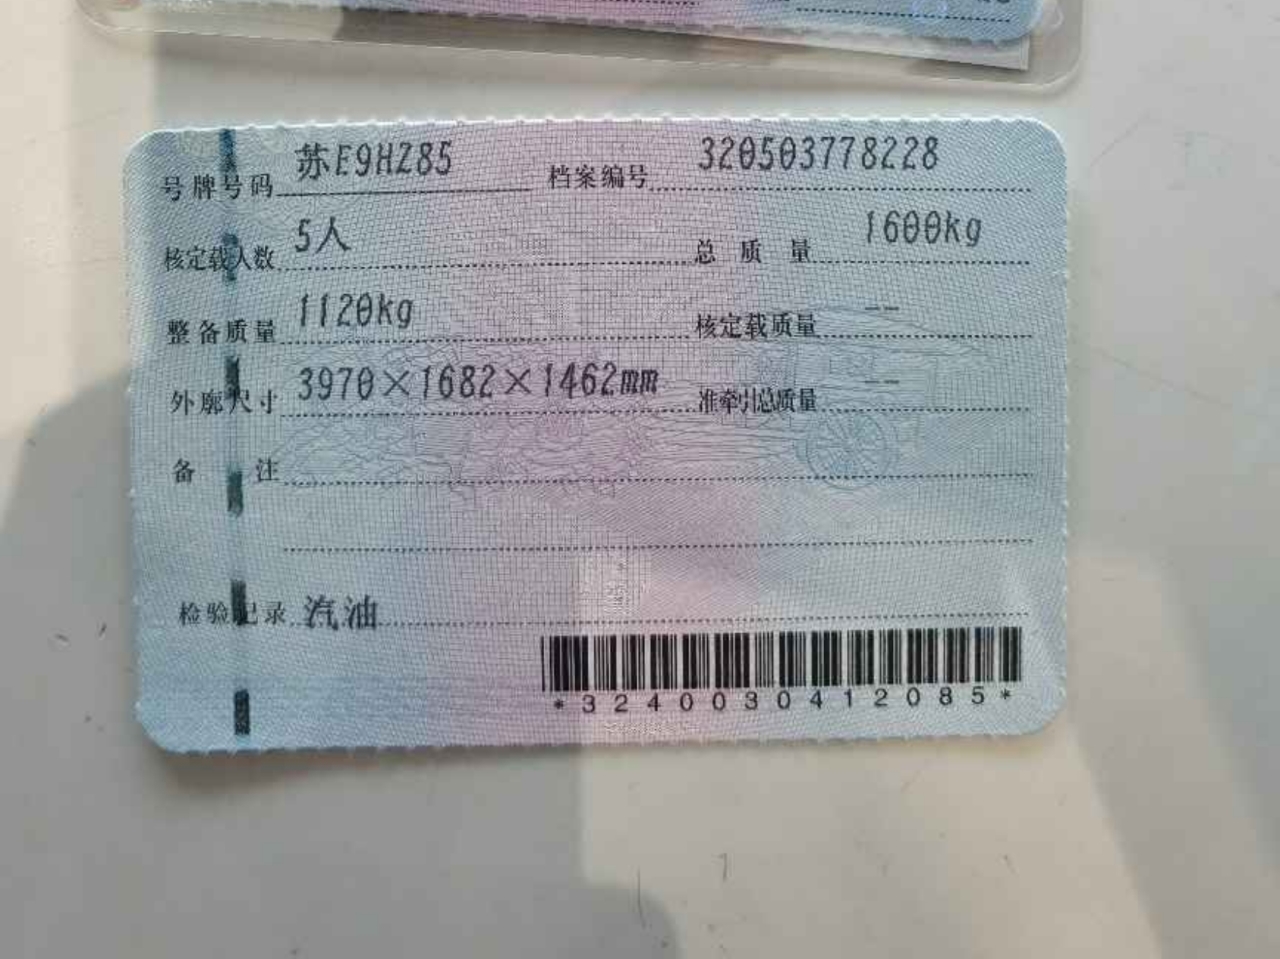 号牌号码 苏E9HZ85 档案编号 320503778228
核定载人数 5人 总质量 1600kg
整备质量 1120kg 核定载质量 --
外廓尺寸 3970×1682×1462mm 准牵引总质量 --
备注
检验记录 汽油
*3240030412085*